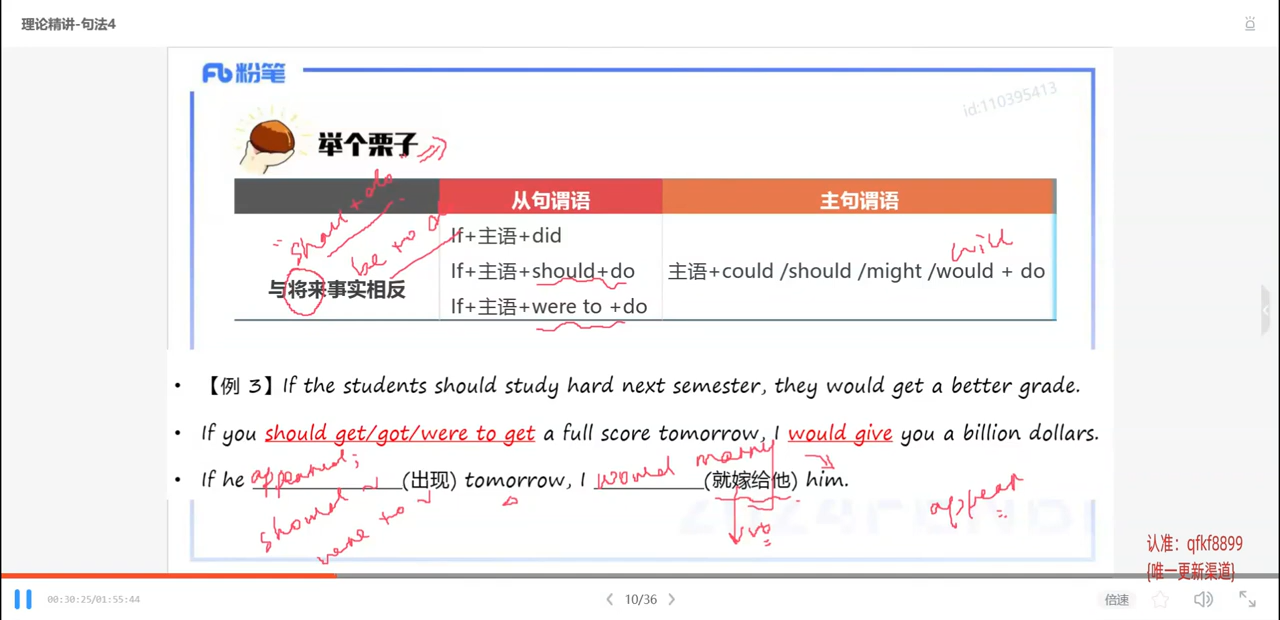 理论精讲-句法4
粉笔
id:110395413
举个栗子
从句谓语 主句谓语
shall + do
be to do
与将来事实相反
If+主语+did
If+主语+should+do
If+主语+were to +do
will
主语+could /should /might /would + do
• 【例 3】If the students should study hard next semester, they would get a better grade.
• If you should get/got/were to get a full score tomorrow, I would give you a billion dollars.
• If he appeared; (出现) tomorrow, I would marry (就嫁给他) him.
should ~
were to ~
appear
认准：qfkf8899
{唯一更新渠道}
00:30:25/01:55:44
10/36
倍速